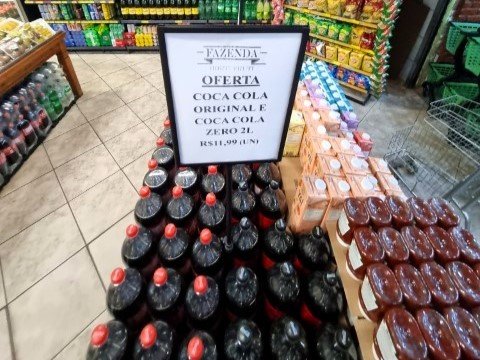 FAZENDA
OFERTA
COCA COLA
ORIGINAL E
COCA COLA
ZERO 2L
R$11,99 (UN)